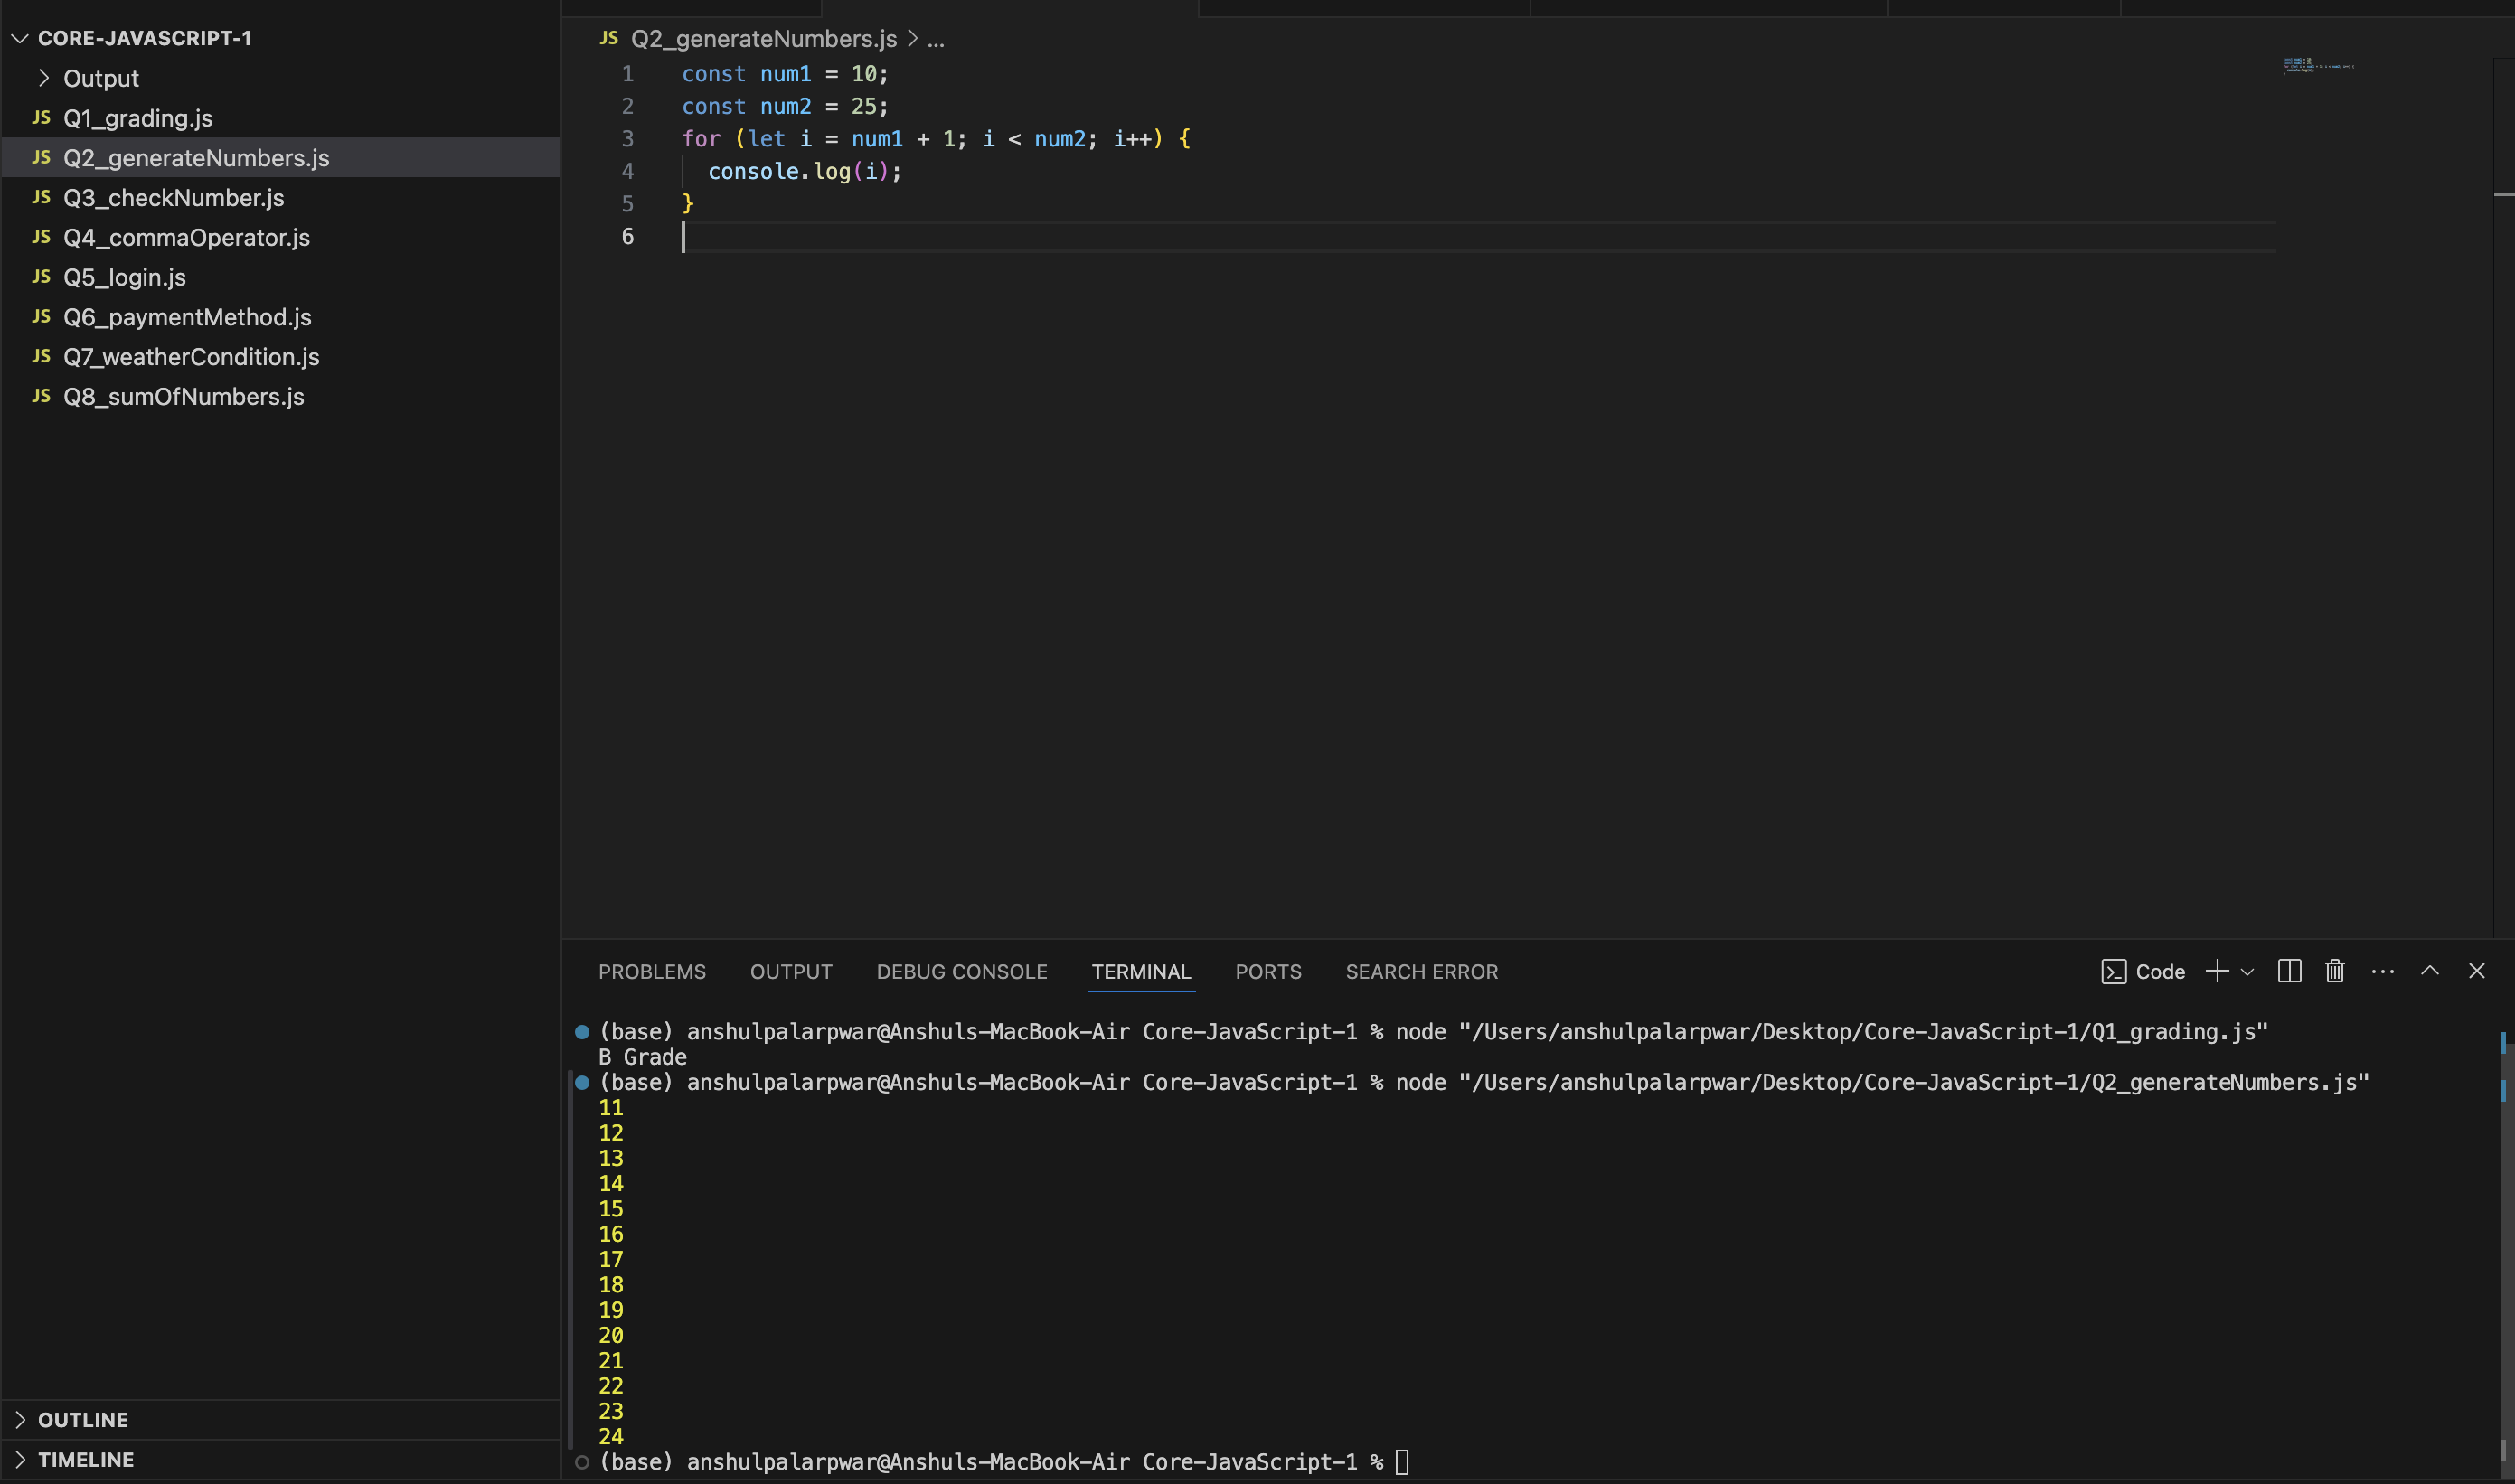 CORE-JAVASCRIPT-1
Output
JS Q1_grading.js
JS Q2_generateNumbers.js
JS Q3_checkNumber.js
JS Q4_commaOperator.js
JS Q5_login.js
JS Q6_paymentMethod.js
JS Q7_weatherCondition.js
JS Q8_sumOfNumbers.js
OUTLINE
TIMELINE
JS Q2_generateNumbers.js > ...
1 const num1 = 10;
2 const num2 = 25;
3 for (let i = num1 + 1; i < num2; i++) {
4 console.log(i);
5 }
6
PROBLEMS OUTPUT DEBUG CONSOLE TERMINAL PORTS SEARCH ERROR Code
(base) anshulpalarpwar@Anshuls-MacBook-Air Core-JavaScript-1 % node "/Users/anshulpalarpwar/Desktop/Core-JavaScript-1/Q1_grading.js"
B Grade
(base) anshulpalarpwar@Anshuls-MacBook-Air Core-JavaScript-1 % node "/Users/anshulpalarpwar/Desktop/Core-JavaScript-1/Q2_generateNumbers.js"
11
12
13
14
15
16
17
18
19
20
21
22
23
24
(base) anshulpalarpwar@Anshuls-MacBook-Air Core-JavaScript-1 %